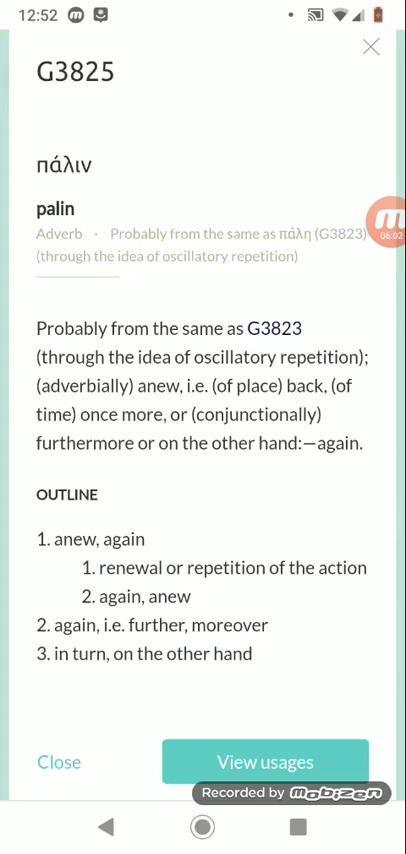 12:52
G3825
πάλιν
palin
Adverb · Probably from the same as πάλη (G3823)
(through the idea of oscillatory repetition)
06:02
Probably from the same as G3823
(through the idea of oscillatory repetition);
(adverbially) anew, i.e. (of place) back, (of
time) once more, or (conjunctionally)
furthermore or on the other hand:—again.
OUTLINE
1. anew, again
1. renewal or repetition of the action
2. again, anew
2. again, i.e. further, moreover
3. in turn, on the other hand
Close View usages
Recorded by mobizen